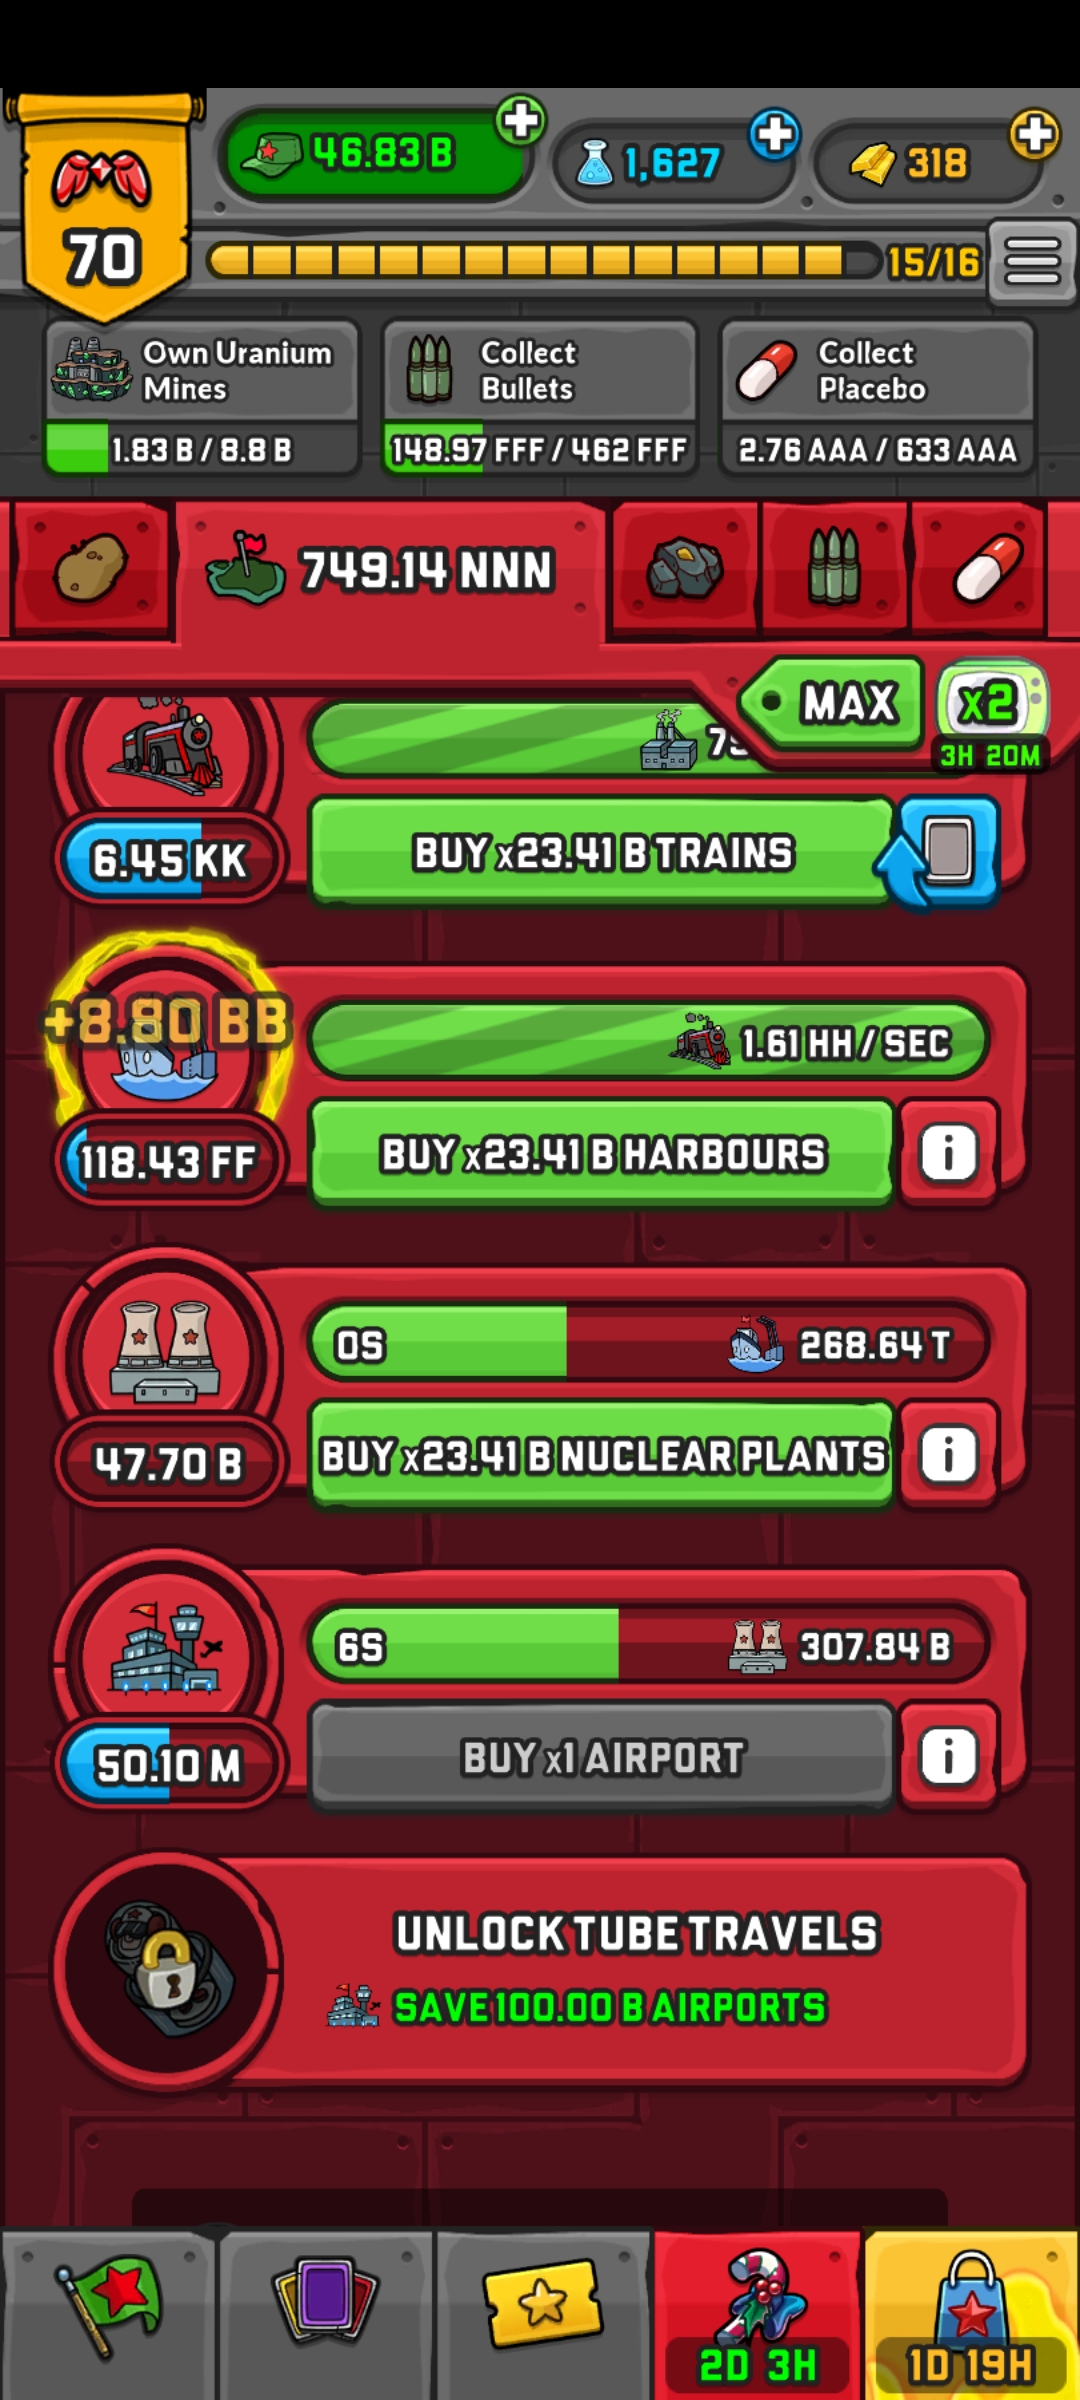 46.83 B
1,627
318
70
15/16
Own Uranium
Mines
1.83 B / 8.8 B
Collect
Bullets
148.97 FFF / 462 FFF
Collect
Placebo
2.76 AAA / 633 AAA
749.14 NNN
MAX
x2
3H 20M
6.45 KK
BUY x23.41 B TRAINS
+8.80 BB
1.61 HH / SEC
118.43 FF
BUY x23.41 B HARBOURS
0S
268.64 T
47.70 B
BUY x23.41 B NUCLEAR PLANTS
6S
307.84 B
50.10 M
BUY x1 AIRPORT
UNLOCK TUBE TRAVELS
SAVE 100.00 B AIRPORTS
2D 3H
1D 19H